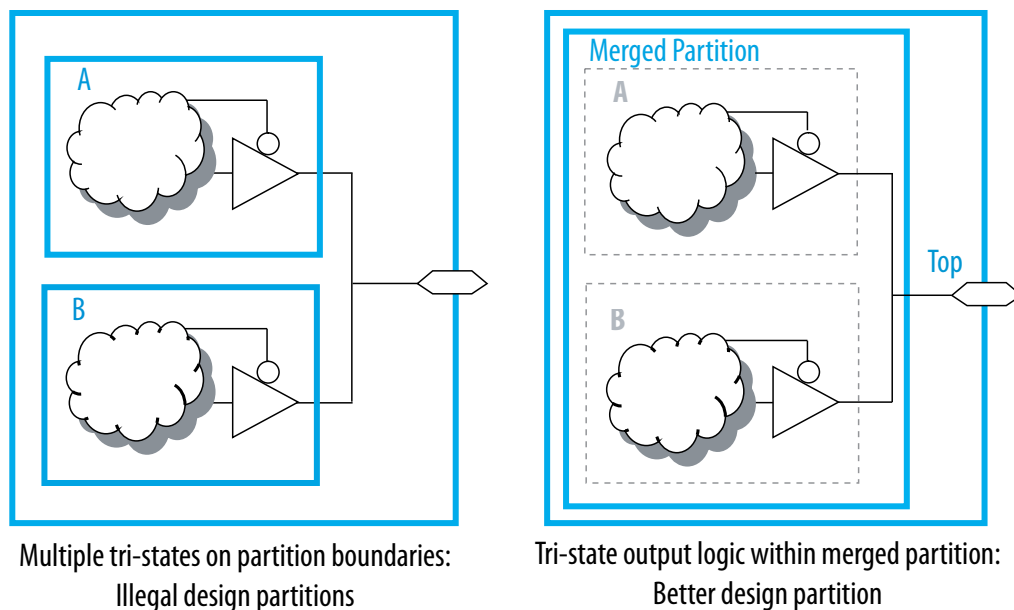 A
B
Multiple tri-states on partition boundaries:
Illegal design partitions
Merged Partition
A
B
Top
Tri-state output logic within merged partition:
Better design partition